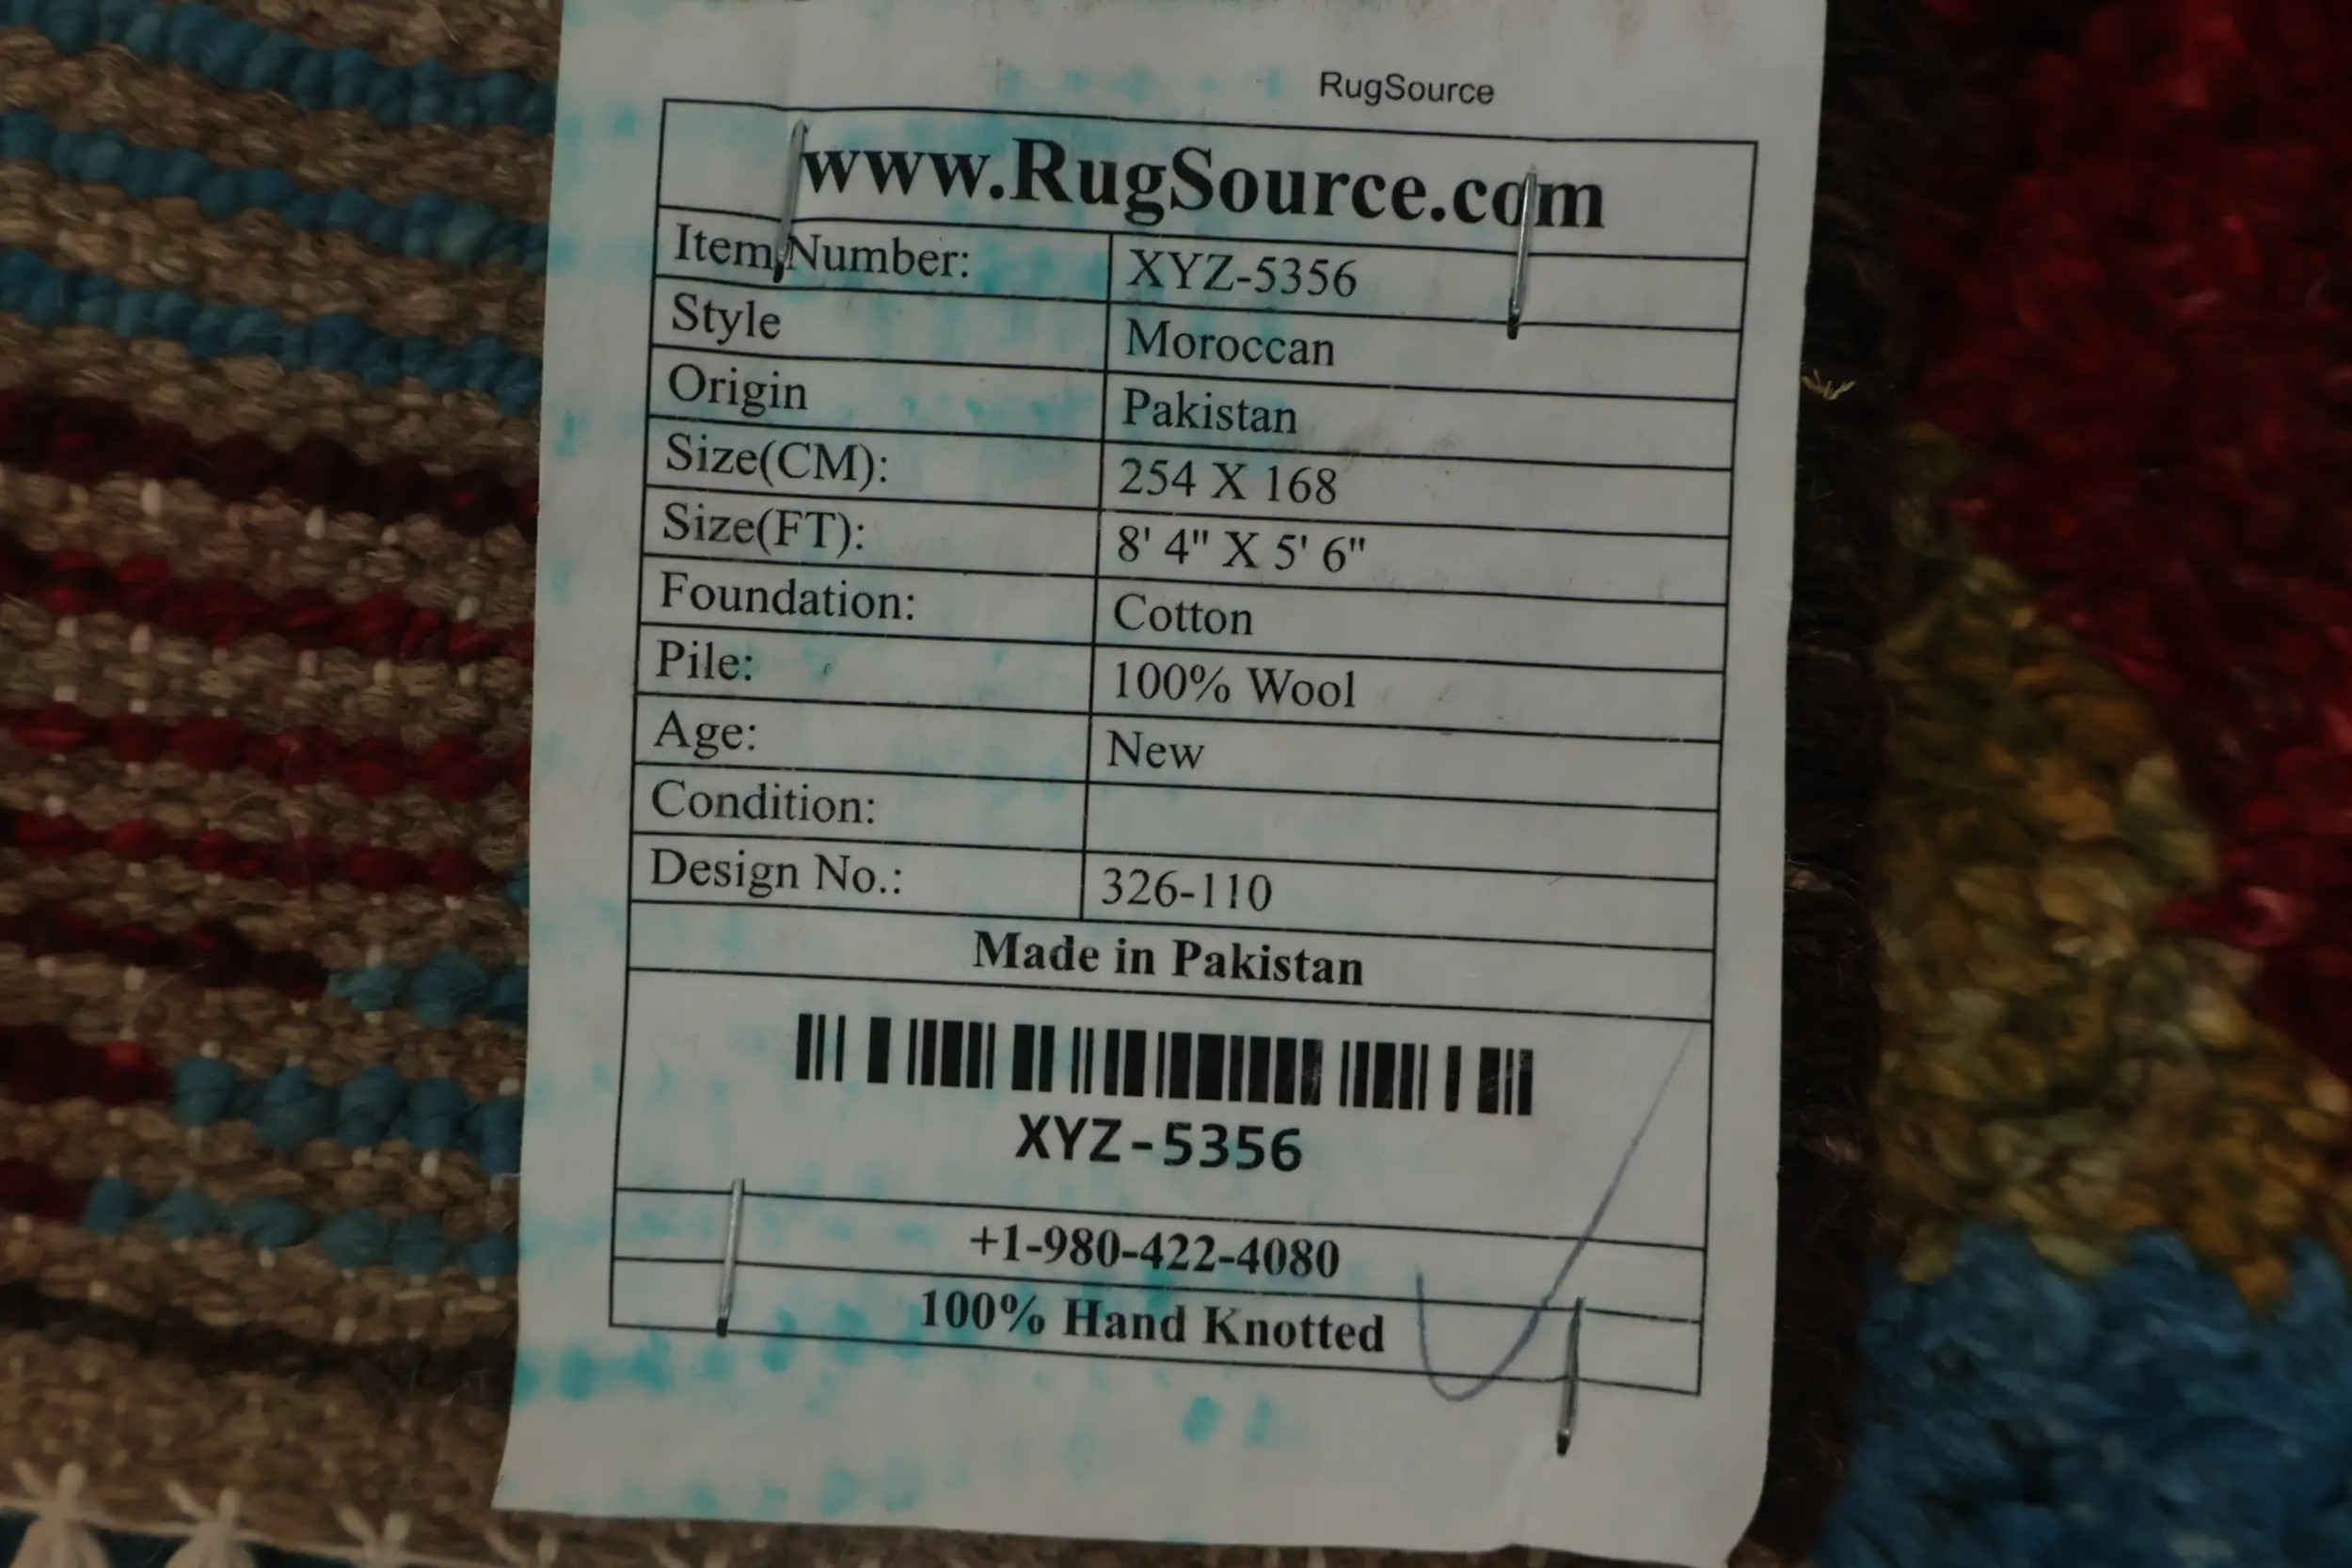 RugSource
www.RugSource.com
Item Number: XYZ-5356
Style Moroccan
Origin Pakistan
Size(CM): 254 X 168
Size(FT): 8' 4" X 5' 6"
Foundation: Cotton
Pile: 100% Wool
Age: New
Condition:
Design No.: 326-110
Made in Pakistan
XYZ-5356
+1-980-422-4080
100% Hand Knotted